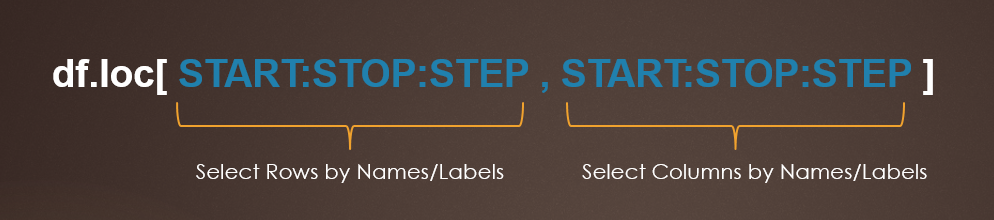 df.loc[ START:STOP:STEP , START:STOP:STEP ]
Select Rows by Names/Labels
Select Columns by Names/Labels